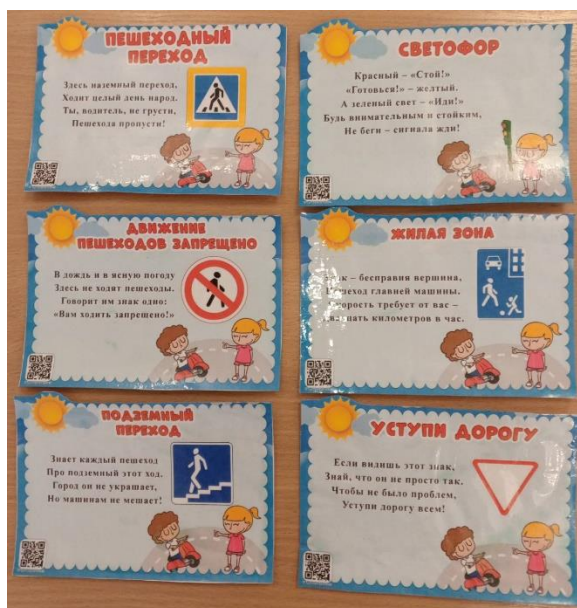 ПЕШЕХОДНЫЙ
ПЕРЕХОД
Здесь наземный переход,
Ходит целый день народ.
Ты, водитель, не грусти,
Пешехода пропусти!
СВЕТОФОР
Красный – «Стой!»
«Готовься!» – желтый.
А зеленый свет – «Иди!»
Будь внимательным и стойким,
Не беги – сигнала жди!
ДВИЖЕНИЕ
ПЕШЕХОДОВ ЗАПРЕЩЕНО
В дождь и в ясную погоду
Здесь не ходят пешеходы.
Говорит им знак одно:
«Вам ходить запрещено!»
ЖИЛАЯ ЗОНА
– бесправия вершина,
главней машины.
требует от вас –
километров в час.
ПОДЗЕМНЫЙ
ПЕРЕХОД
Знает каждый пешеход
Про подземный этот ход.
Город он не украшает,
Но машинам не мешает!
УСТУПИ ДОРОГУ
Если видишь этот знак,
Знай, что он не просто так.
Чтобы не было проблем,
Уступи дорогу всем!